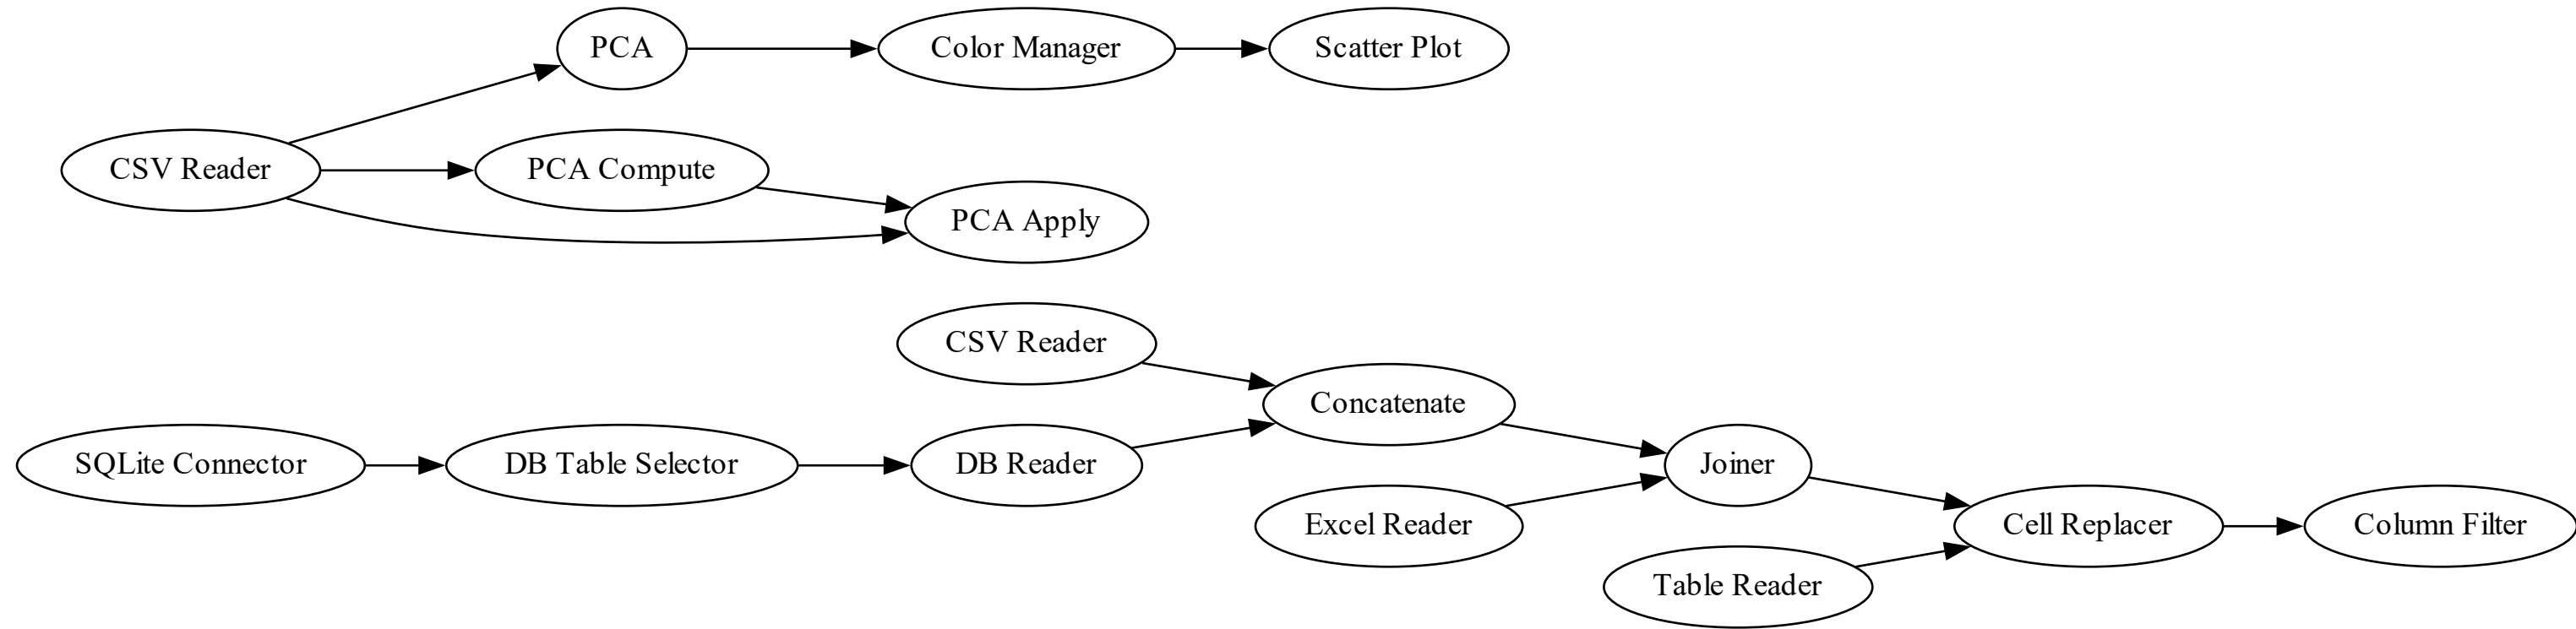 PCA
Color Manager
Scatter Plot
CSV Reader
PCA Compute
PCA Apply
CSV Reader
Concatenate
SQLite Connector
DB Table Selector
DB Reader
Joiner
Excel Reader
Cell Replacer
Column Filter
Table Reader